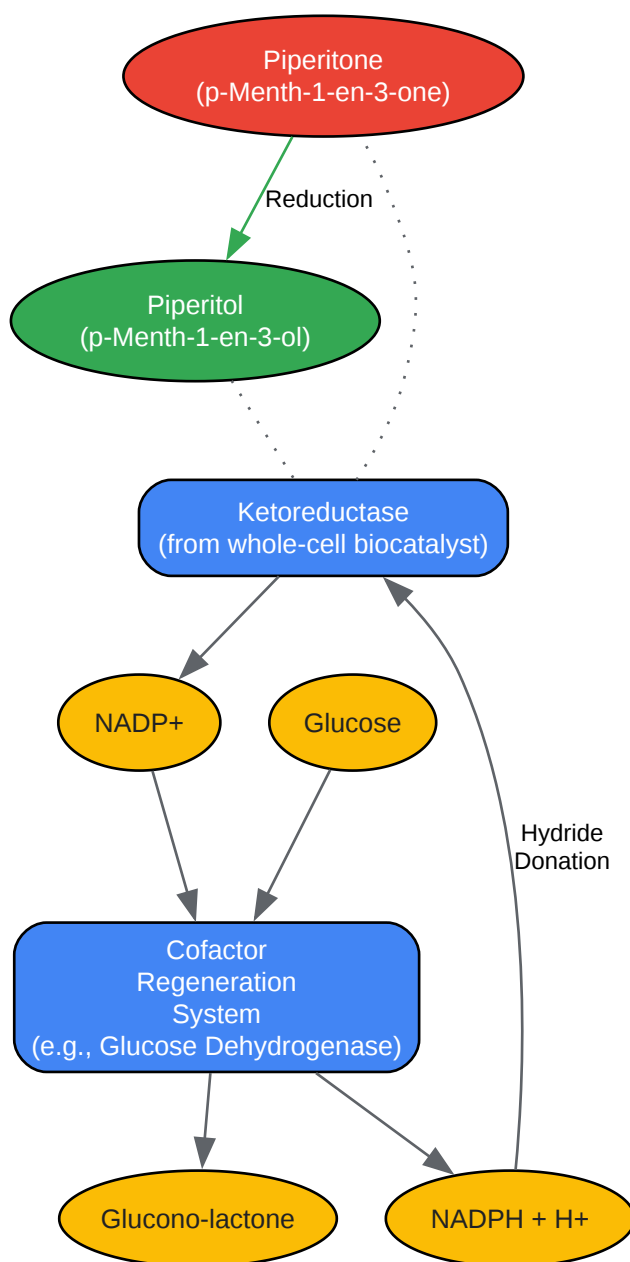 Piperitone
(p-Menth-1-en-3-one)
Reduction
Piperitol
(p-Menth-1-en-3-ol)
Ketoreductase
(from whole-cell biocatalyst)
NADP+
Glucose
Hydride
Donation
Cofactor
Regeneration
System
(e.g., Glucose Dehydrogenase)
Glucono-lactone
NADPH + H+